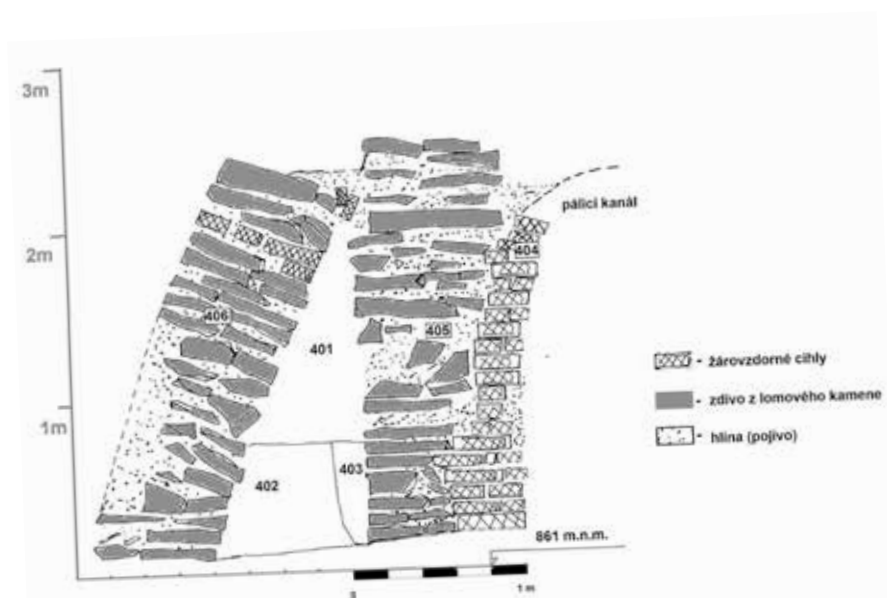 3m
pálicí kanál
2m
404
406
405
401
- žárovzdorné cihly
- zdivo z lomového kamene
1m
- hlína (pojivo)
403
402
861 m.n.m.
1 m